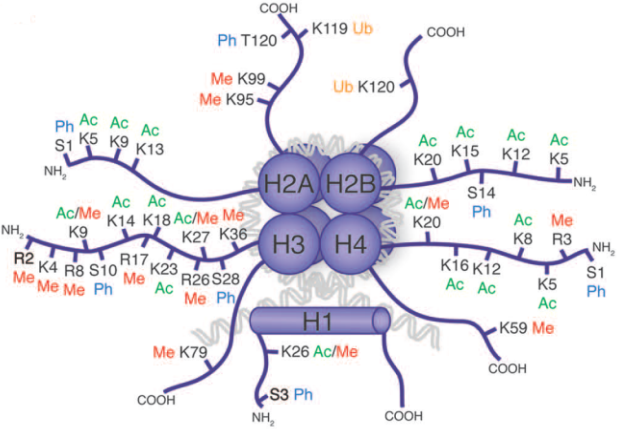 COOH
Ph T120 K119 Ub
COOH
Me K99
Me K95
Ub K120
Ph Ac Ac Ac
S1 K5 K9 K13
NH2
Ac Ac Ac Ac
K20 K15 K12 K5
S14
Ph
NH2
H2A H2B
Ac/Me Ac Ac/Me Me
K9 K14 K18 K27 K36
NH2
R2 K4 R8 S10 R17 K23 R26 S28
Me Me Me Ph Me Ac Me Ph
H3 H4
Ac/Me Ac Me
K20 K8 R3 NH2
K16 K12 K5 S1
Ac Ac Ac Ph
H1
K59 Me
COOH
Me K79
K26 Ac/Me
COOH
S3 Ph
NH2
COOH